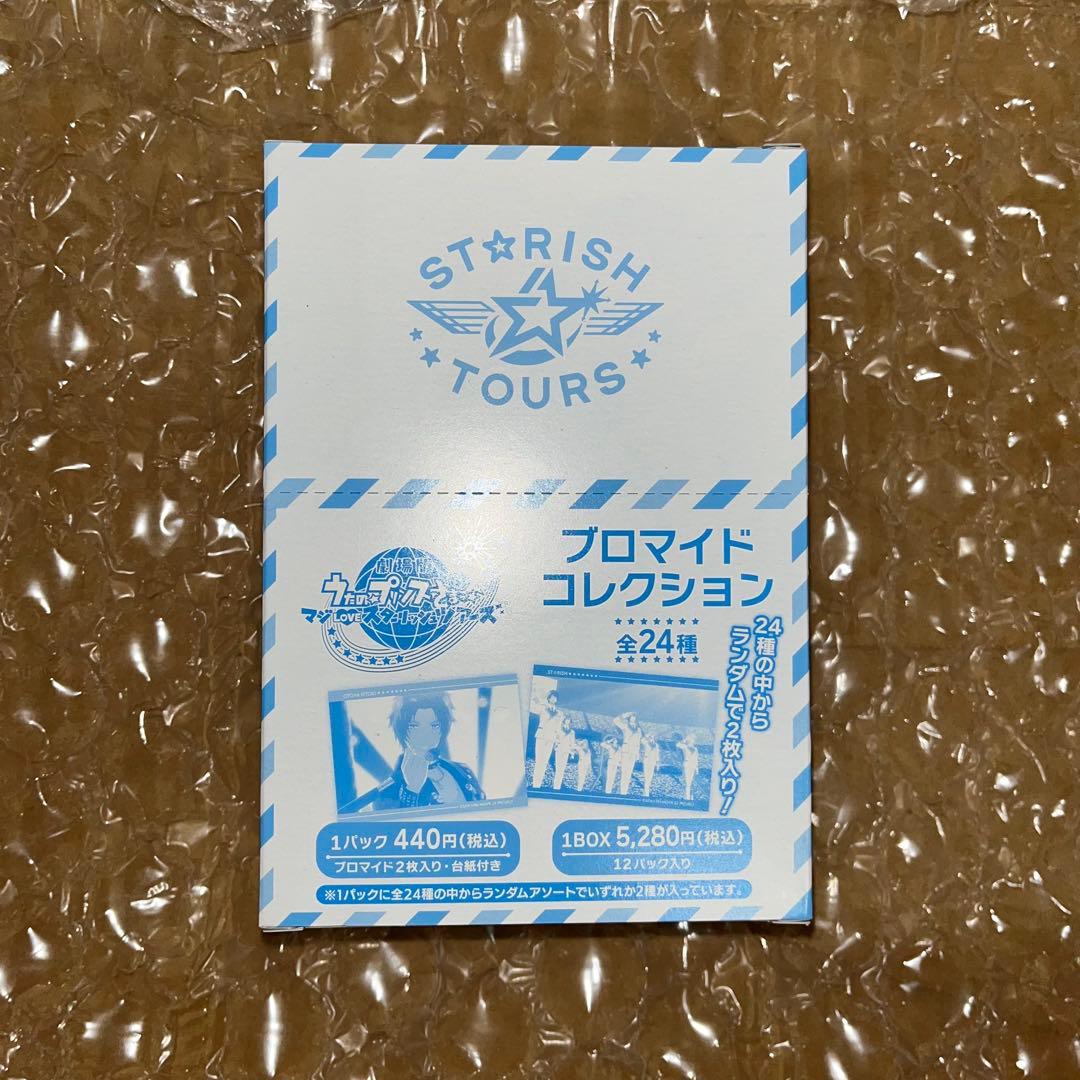 ST☆RISH
TOURS
劇場版
うたの☆プリンスさまっ♪
マジLOVEスターリッシュツアーズ
ブロマイド
コレクション
全24種
24種の中から
ランダムで2枚入り!
OTOYA ITTOKI
ST☆RISH
1パック 440円(税込)
ブロマイド2枚入り・台紙付き
1BOX 5,280円(税込)
12パック入り
※1パックに全24種の中からランダムアソートでいずれか2種が入っています。